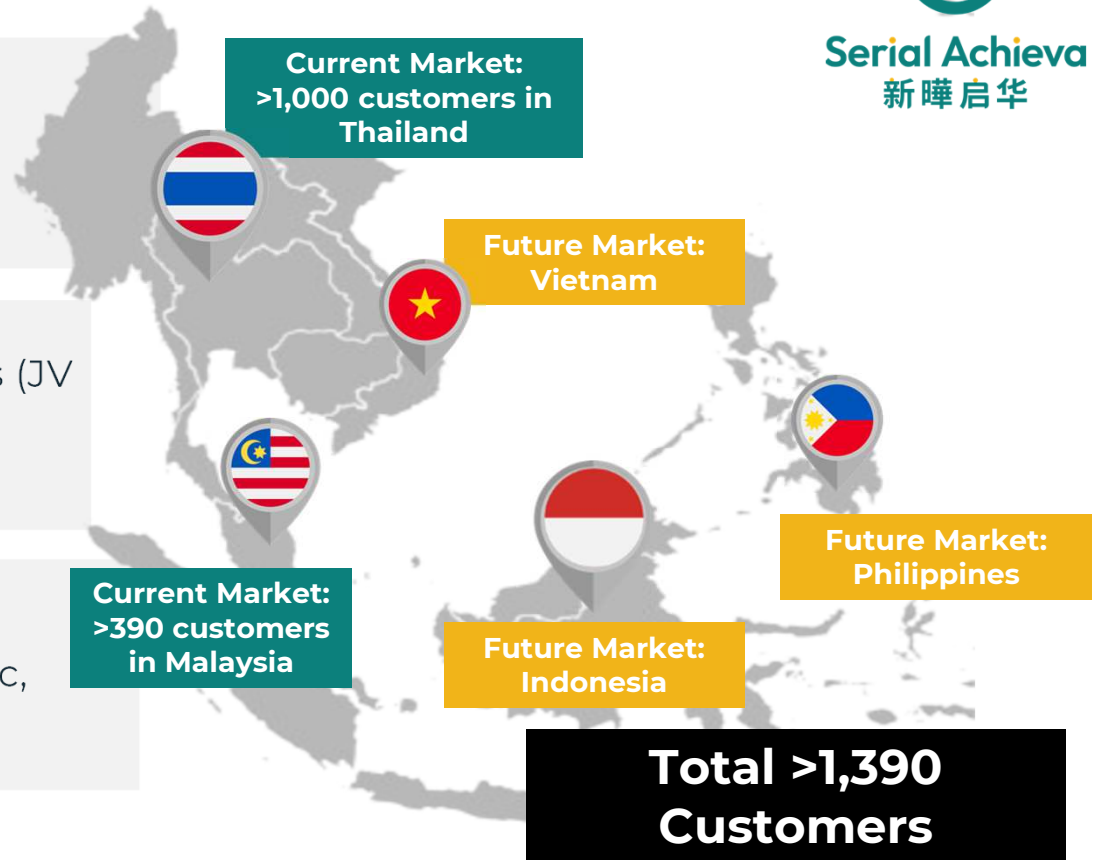 Serial Achieva
新曄启华
Current Market:
>1,000 customers in
Thailand
Future Market:
Vietnam
s (JV
Future Market:
Philippines
Current Market:
>390 customers
in Malaysia
c,
Future Market:
Indonesia
Total >1,390
Customers